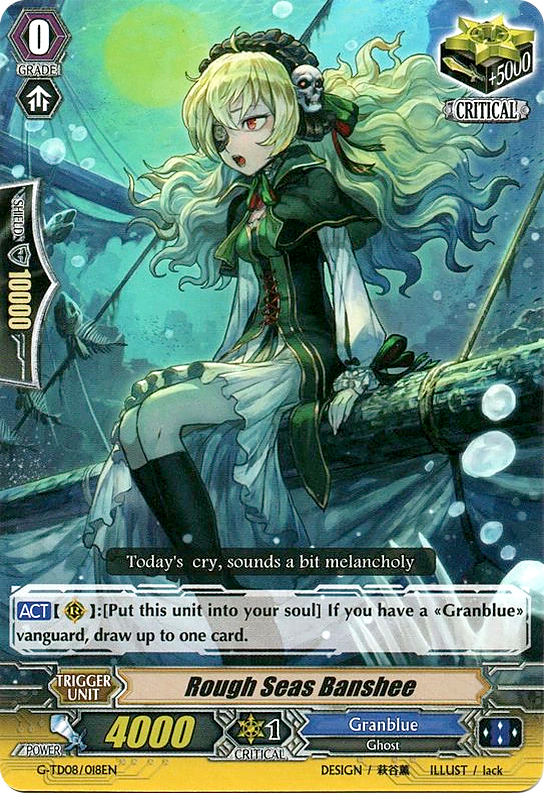 0
GRADE
+5000
CRITICAL
SHIELD
10000
Today's cry, sounds a bit melancholy
ACT【 】:[Put this unit into your soul] If you have a «Granblue»
vanguard, draw up to one card.
TRIGGER
UNIT
Rough Seas Banshee
POWER
4000
1
CRITICAL
Granblue
Ghost
G-TD08/018EN
DESIGN / 萩谷薫
ILLUST / lack